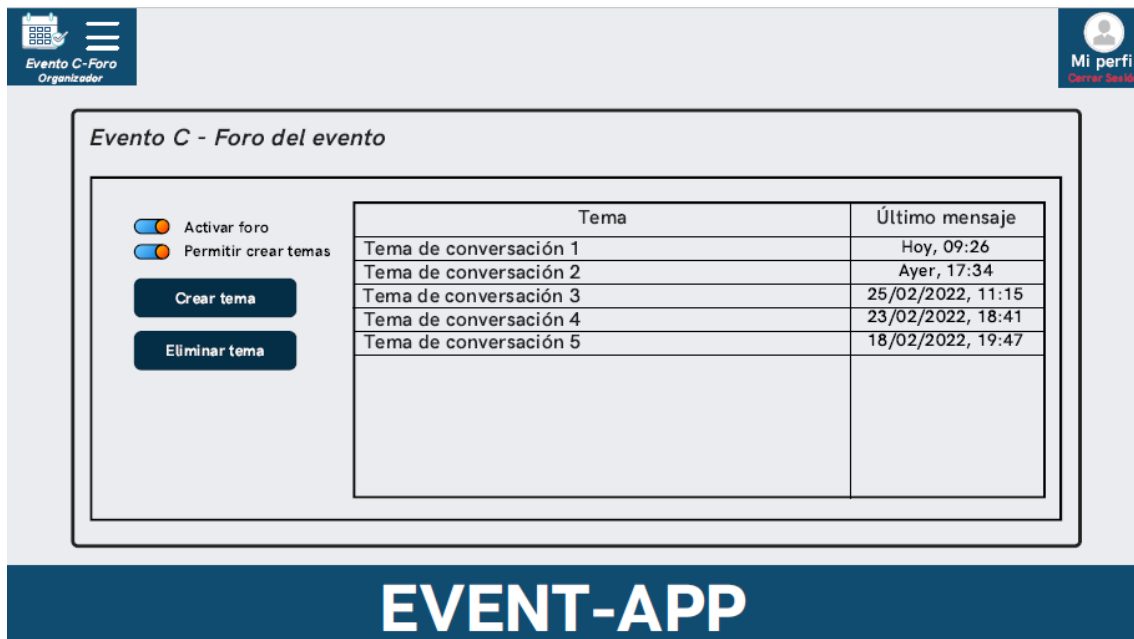 Evento C-Foro
Organizador
Mi perfi
Cerrar Sesió
Evento C - Foro del evento
Activar foro
Permitir crear temas
Crear tema
Eliminar tema
Tema Último mensaje
Tema de conversación 1 Hoy, 09:26
Tema de conversación 2 Ayer, 17:34
Tema de conversación 3 25/02/2022, 11:15
Tema de conversación 4 23/02/2022, 18:41
Tema de conversación 5 18/02/2022, 19:47
EVENT-APP